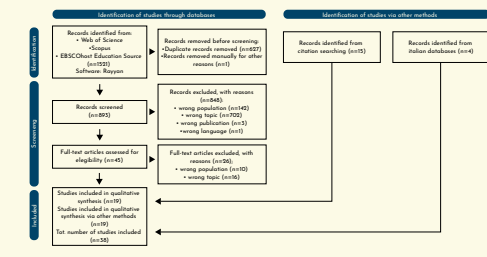 Identification of studies through databases
Identification of studies via other methods
Identification
Records identified from:
• Web of Science
•Scopus
• EBSCOhost Education Source
(n=1521)
Software: Rayyan
Records removed before screening:
•Duplicate records removed (n=627)
•Records removed manually for other
reasons (n=1)
Records identified from
citation searching (n=15)
Records identified from
italian databases (n=4)
Screening
Records screened
(n=893)
Records excluded, with reasons
(n=848):
• wrong population (n=142)
• wrong topic (n=702)
• wrong publication (n=3)
•wrong language (n=1)
Full-text articles assessed for
elegibility (n=45)
Full-text articles excluded, with
reasons (n=26);
• wrong population (n=10)
• wrong topic (n=16)
Included
Studies included in qualitative
synthesis (n=19)
Studies included in qualitative
synthesis via other methods
(n=19)
Tot. number of studies included
(n=38)